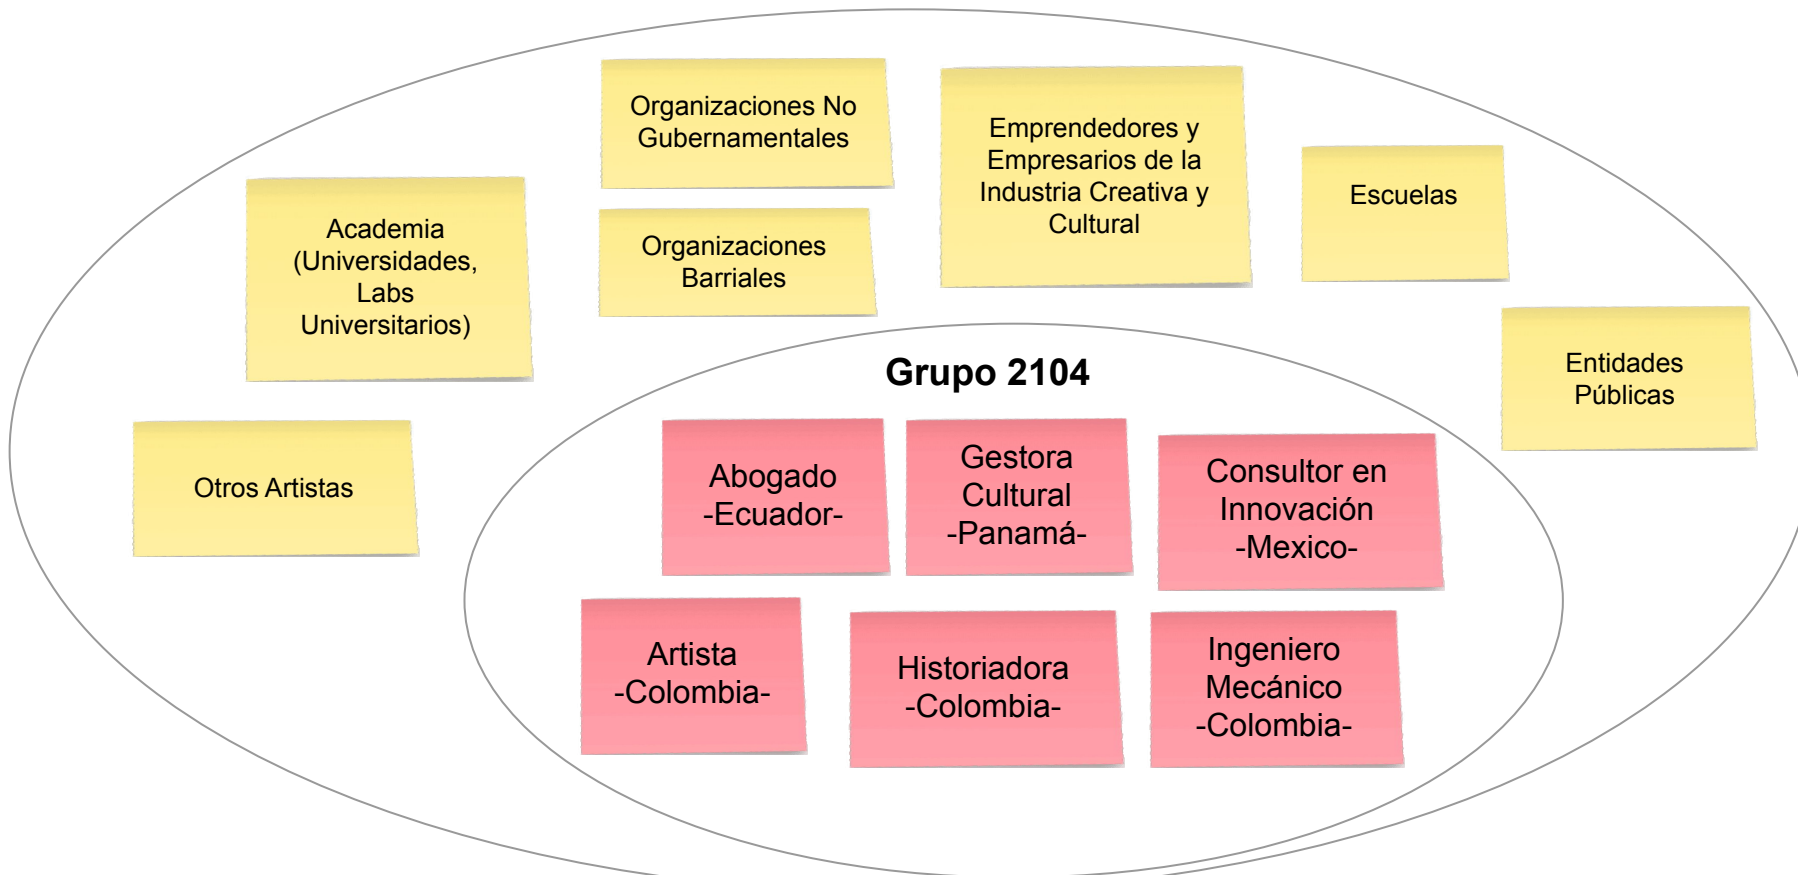 Organizaciones No
Gubernamentales
Emprendedores y
Empresarios de la
Industria Creativa y
Cultural
Escuelas
Academia
(Universidades,
Labs
Universitarios)
Organizaciones
Barriales
Entidades
Públicas
Otros Artistas
Grupo 2104
Abogado
-Ecuador-
Gestora
Cultural
-Panamá-
Consultor en
Innovación
-Mexico-
Artista
-Colombia-
Historiadora
-Colombia-
Ingeniero
Mecánico
-Colombia-